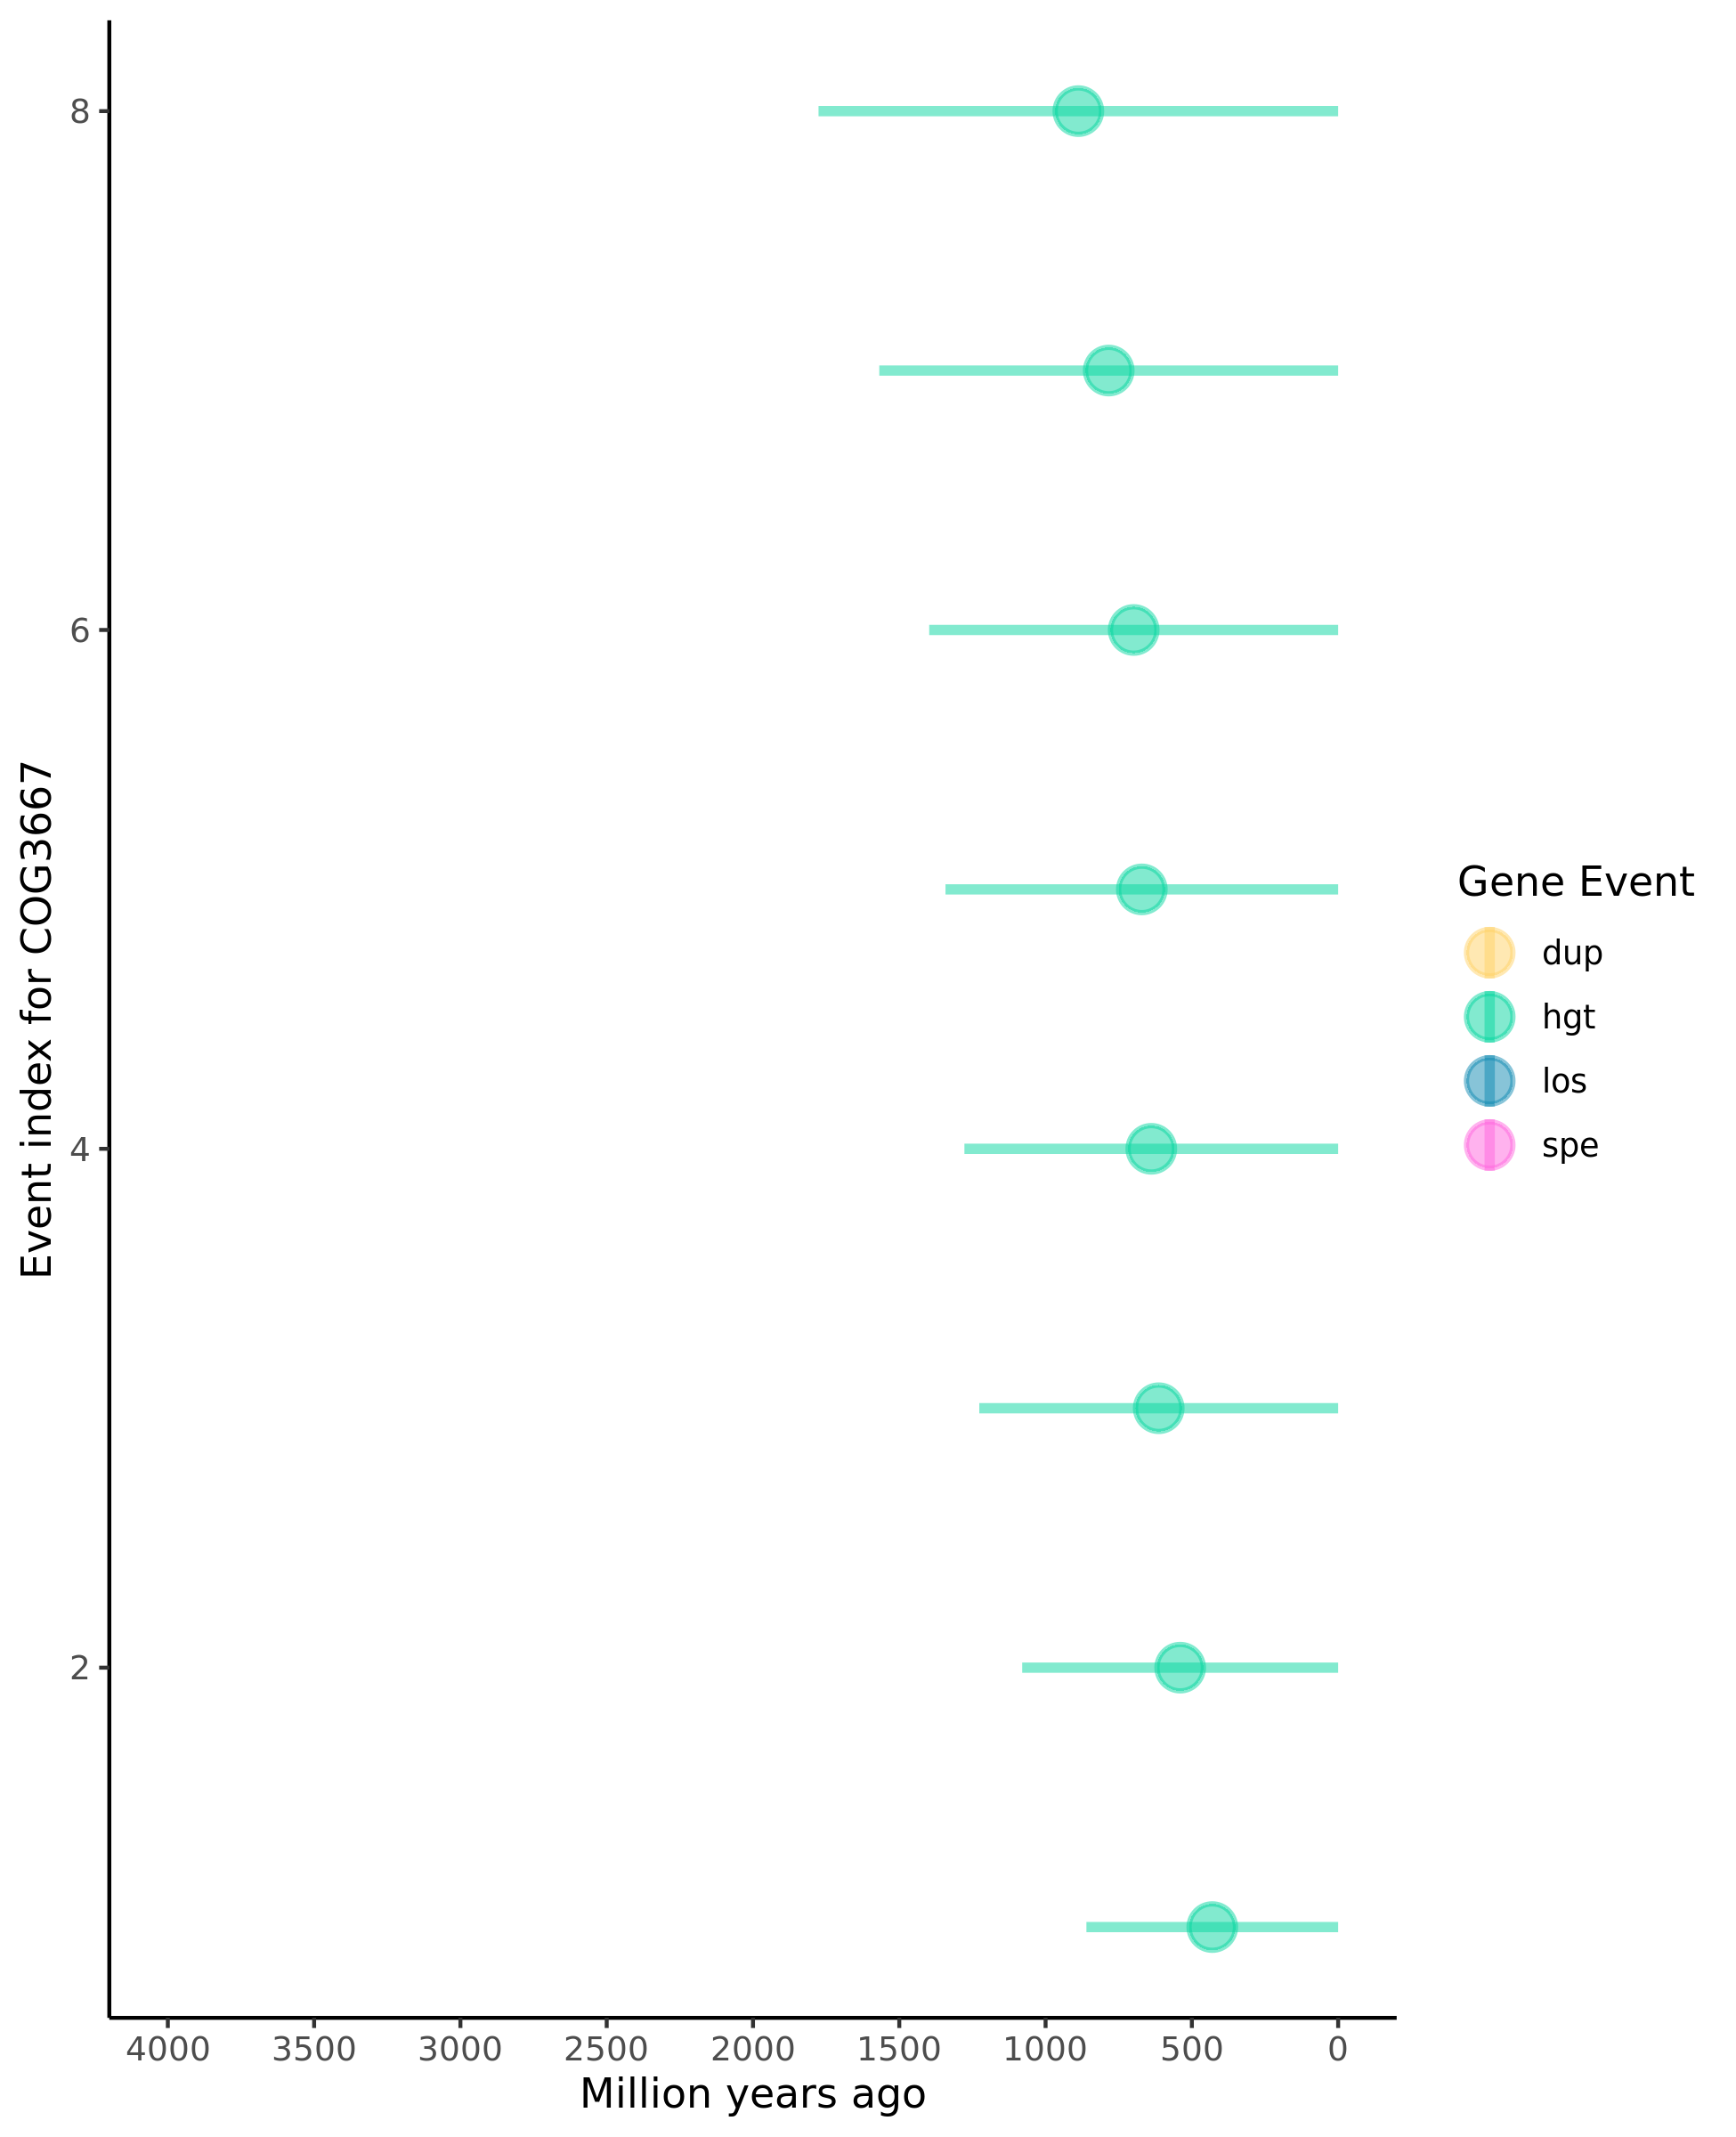 8
6
4
2
Event index for COG3667
4000 3500 3000 2500 2000 1500 1000 500 0
Million years ago
Gene Event
dup
hgt
los
spe